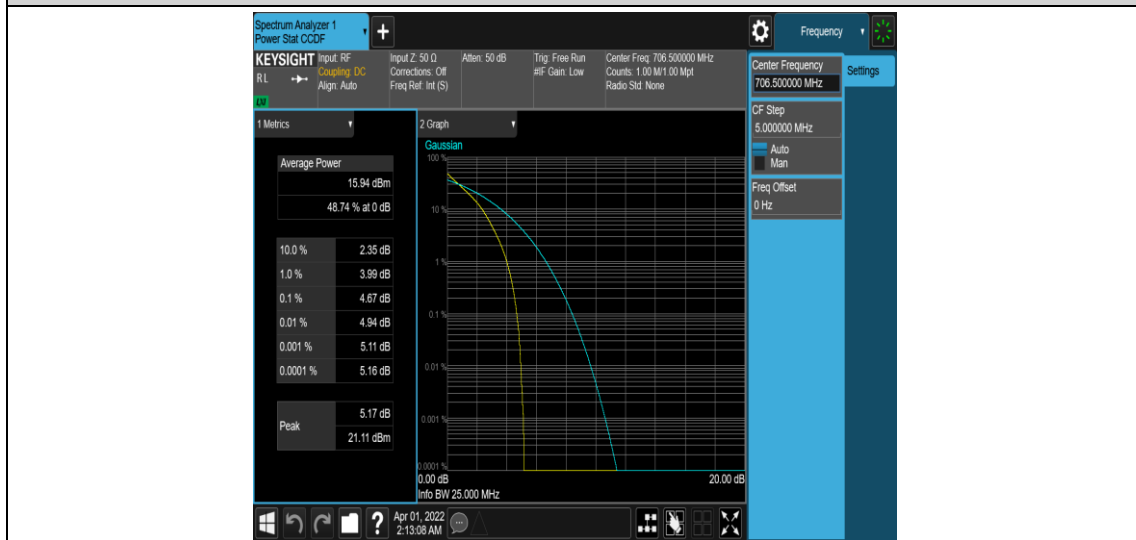 Spectrum Analyzer 1
Power Stat CCDF
+
Frequency
KEYSIGHT
RL
LXI
Input: RF
Coupling: DC
Align: Auto
Input Z: 50 Ω
Corrections: Off
Freq Ref: Int (S)
Atten: 50 dB
Trig: Free Run
#IF Gain: Low
Center Freq: 706.500000 MHz
Counts: 1.00 M/1.00 Mpt
Radio Std: None
Center Frequency
706.500000 MHz
Settings
CF Step
5.000000 MHz
Auto
Man
Freq Offset
0 Hz
1 Metrics
Average Power
15.94 dBm
48.74 % at 0 dB
10.0 % 2.35 dB
1.0 % 3.99 dB
0.1 % 4.67 dB
0.01 % 4.94 dB
0.001 % 5.11 dB
0.0001 % 5.16 dB
Peak
5.17 dB
21.11 dBm
2 Graph
Gaussian
100 %
10 %
1 %
0.1 %
0.01 %
0.001 %
0.0001 %
0.00 dB 20.00 dB
Info BW 25.000 MHz
?
Apr 01, 2022
2:13:08 AM